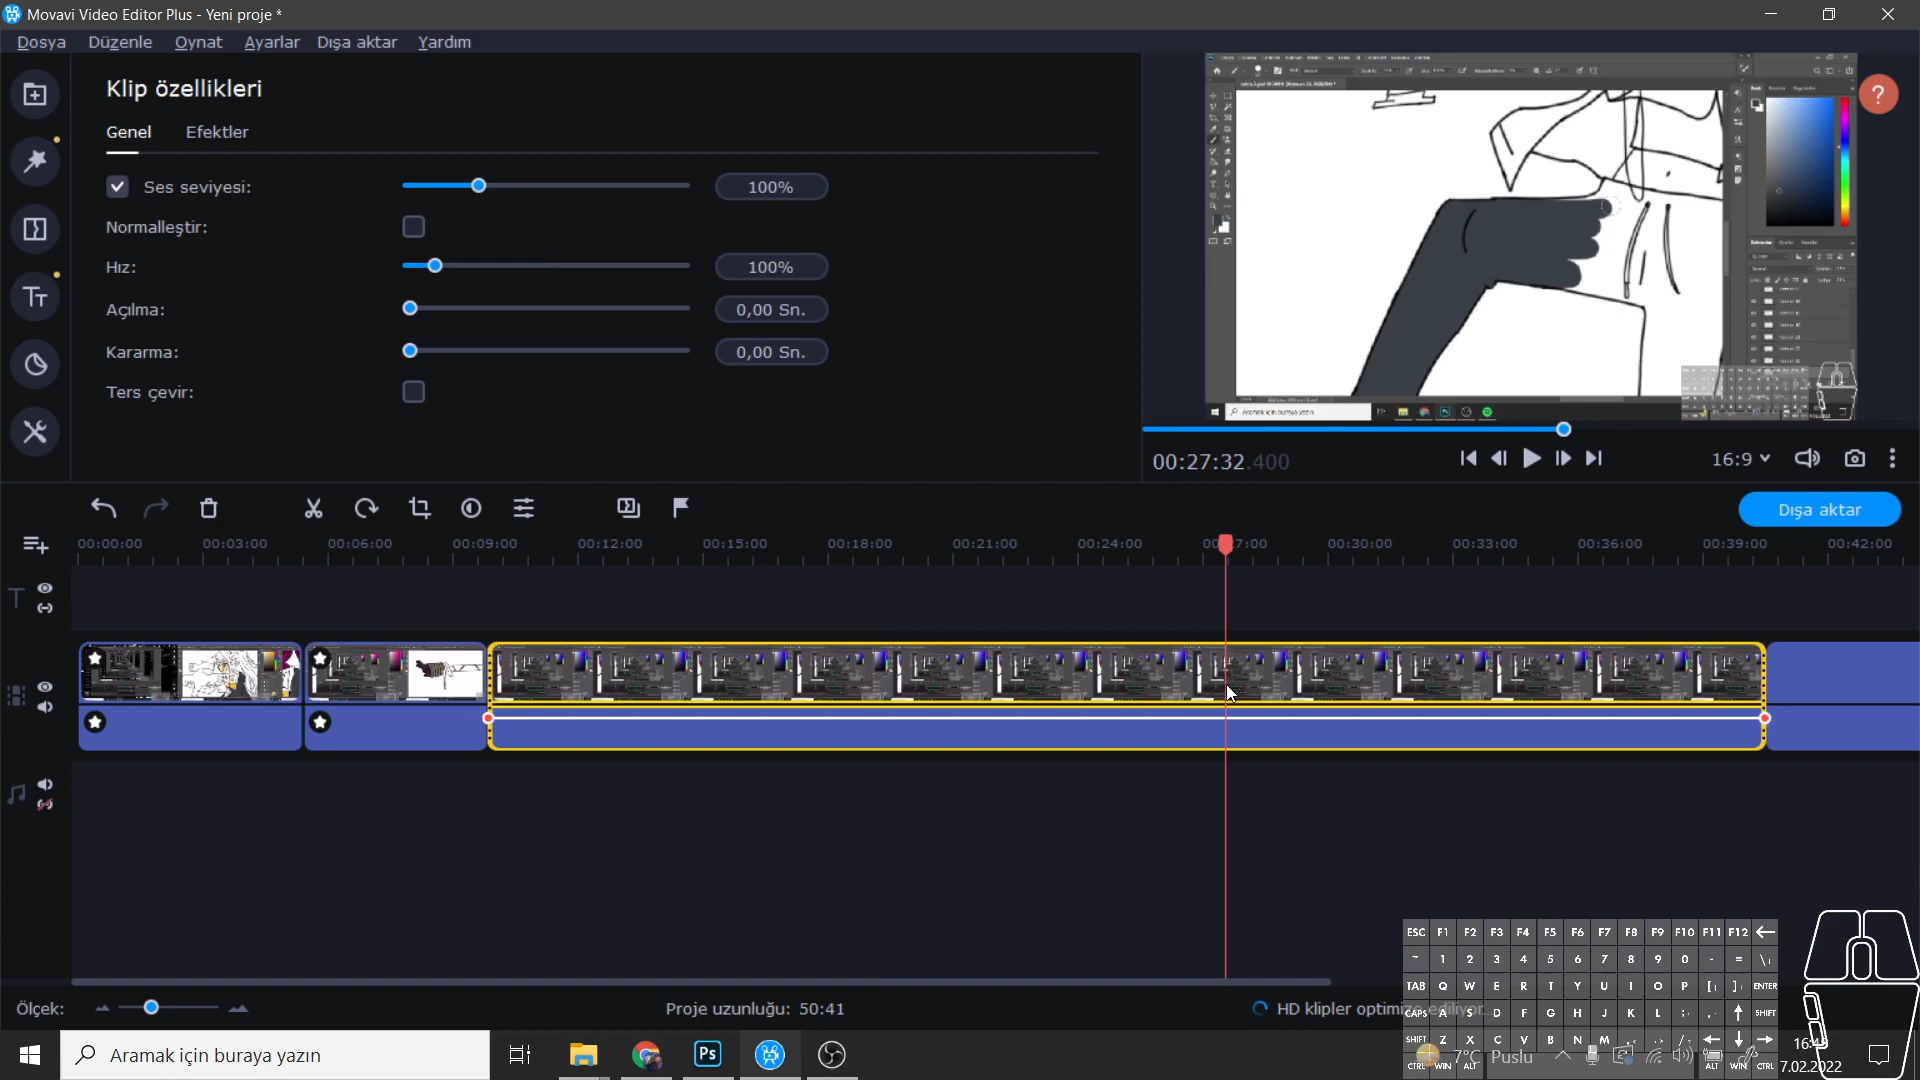 Movavi Video Editor Plus - Yeni proje *
Dosya Düzenle Oynat Ayarlar Dışa aktar Yardım
Klip özellikleri
Genel Efektler
Ses seviyesi: 100%
Normalleştir:
Hız: 100%
Açılma: 0,00 Sn.
Kararma: 0,00 Sn.
Ters çevir:
Aramak için buraya yazın
00:27:32.400
16:9
Dışa aktar
00:00:00 00:03:00 00:06:00 00:09:00 00:12:00 00:15:00 00:18:00 00:21:00 00:24:00 00:30:00 00:33:00 00:36:00 00:39:00 00:42:00
Ölçek: Proje uzunluğu: 50:41 HD klipler optimize ediliyor
ESC F1 F2 F3 F4 F5 F6 F7 F8 F9 F10 F11 F12
~ 1 2 3 4 5 6 7 8 9 0 - = \
TAB Q W E R T Y U I O P [ ] ENTER
CAPS A S D F G H J K L ; SHIFT
SHIFT Z X C V B N M /
CTRL WIN ALT ALT WIN CTRL
Aramak için buraya yazın
Ps
7°C Puslu
7.02.2022